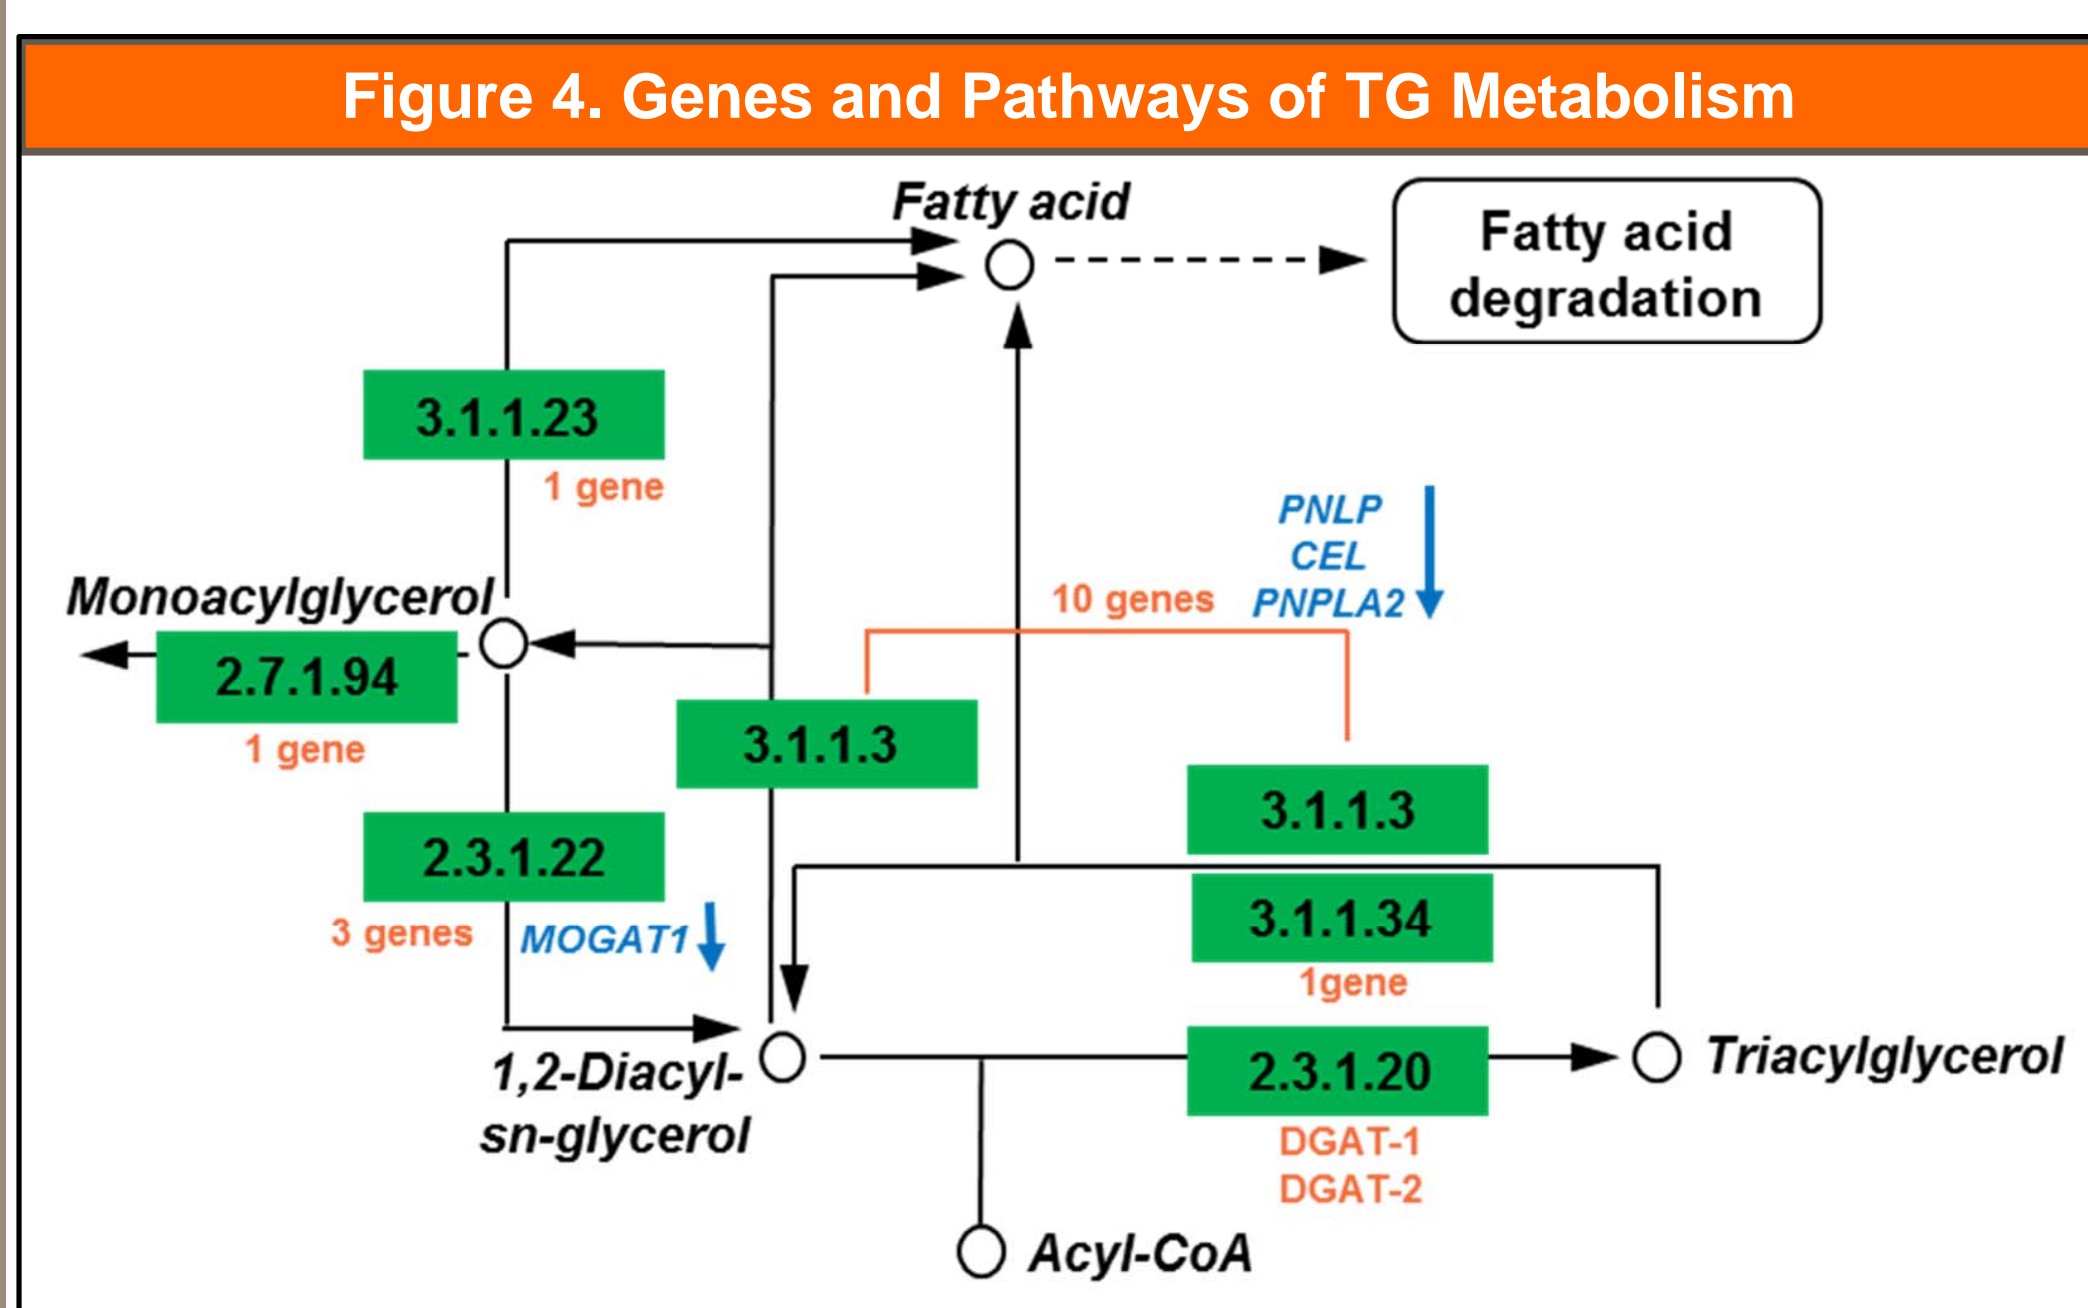 Figure 4. Genes and Pathways of TG Metabolism
Fatty acid
Fatty acid
degradation
3.1.1.23
1 gene
PNLP
CEL
PNPLA2
10 genes
Monoacylglycerol
2.7.1.94
1 gene
3.1.1.3
3.1.1.3
2.3.1.22
3 genes
MOGAT1
3.1.1.34
1gene
1,2-Diacyl-
sn-glycerol
2.3.1.20
Triacylglycerol
DGAT-1
DGAT-2
Acyl-CoA